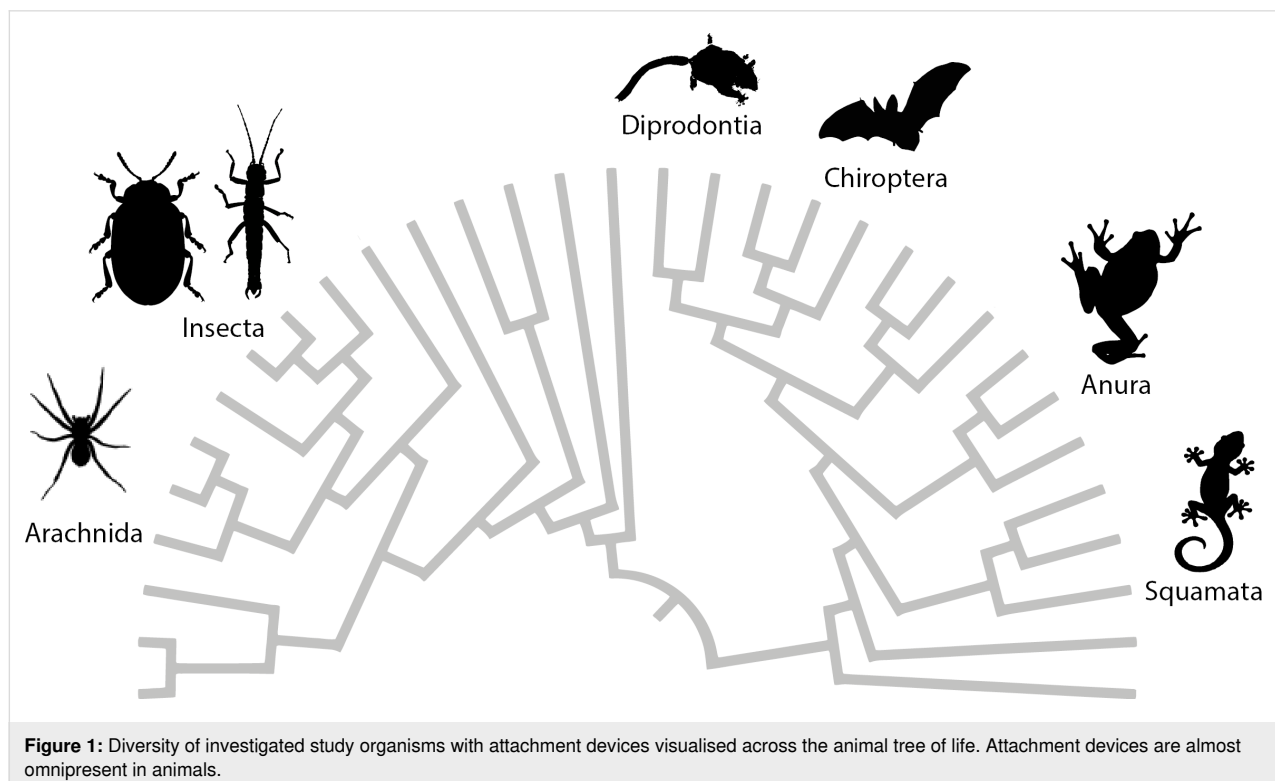 Diprodontia
Chiroptera
Insecta
Anura
Arachnida
Squamata
Figure 1: Diversity of investigated study organisms with attachment devices visualised across the animal tree of life. Attachment devices are almost
omnipresent in animals.